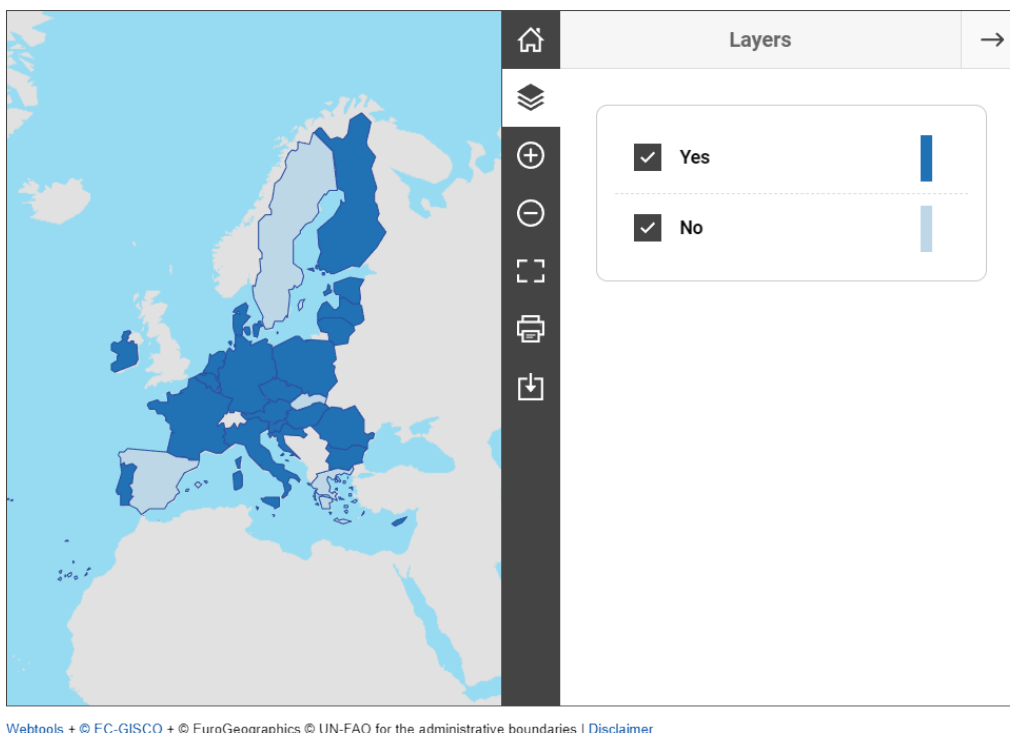 Layers
Yes
No
Webtools + © EC-GISCO + © EuroGeographics © UN-FAO for the administrative boundaries | Disclaimer